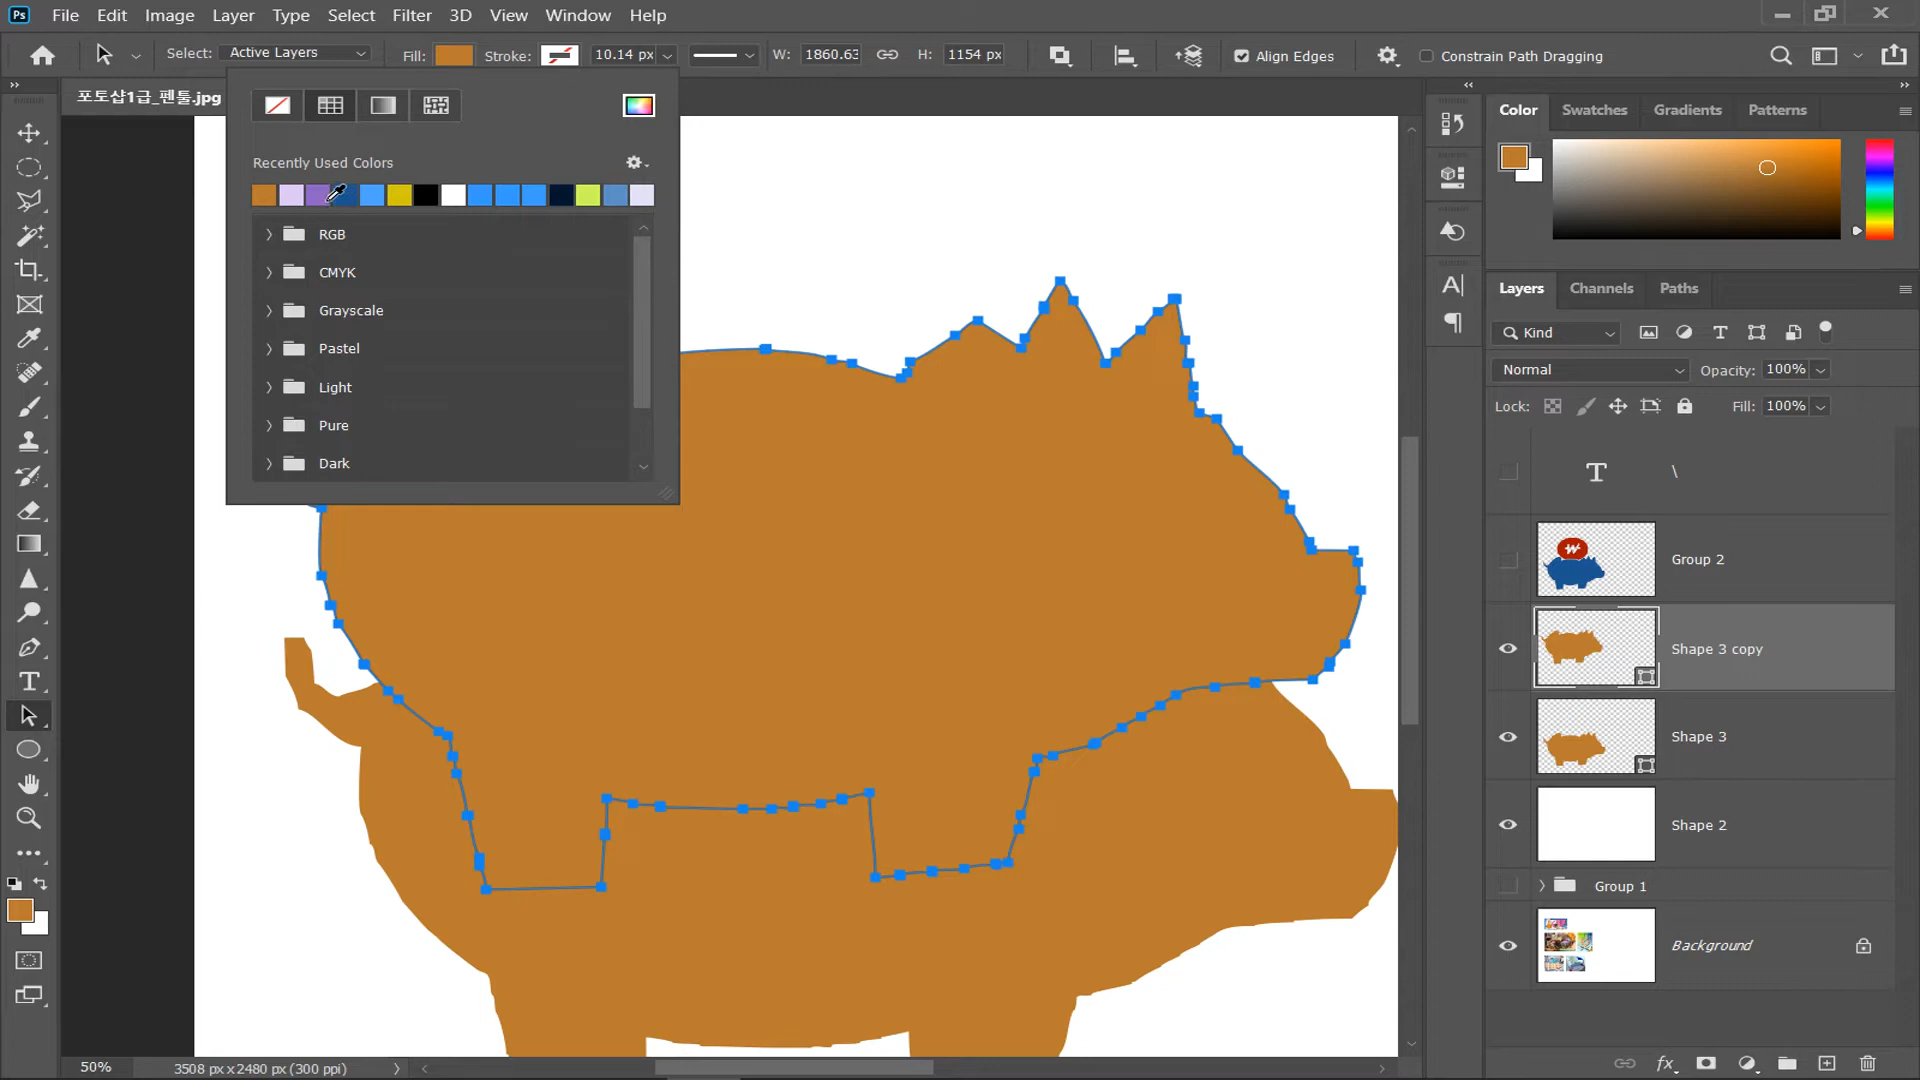 Ps File Edit Image Layer Type Select Filter 3D View Window Help
Select: Active Layers Fill: Stroke: 10.14 px W: 1860.63 H: 1154 px Align Edges Constrain Path Dragging
포토샵1급_펜툴.jpg
Recently Used Colors
RGB
CMYK
Grayscale
Pastel
Light
Pure
Dark
Color Swatches Gradients Patterns
Layers Channels Paths
Kind
Normal Opacity: 100%
Lock: Fill: 100%
T \
₩ Group 2
Shape 3 copy
Shape 3
Shape 2
Group 1
Background
50% 3508 px x 2480 px (300 ppi)